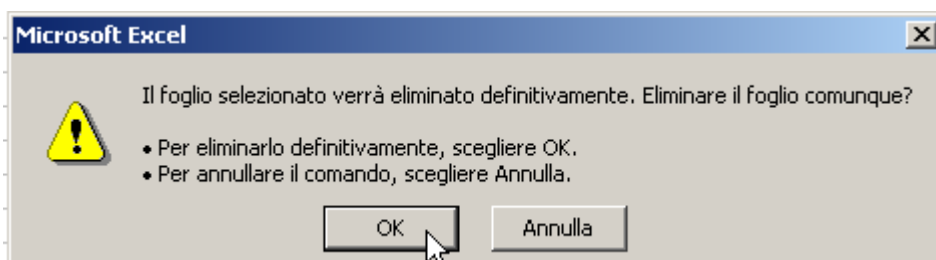 Microsoft Excel
Il foglio selezionato verrà eliminato definitivamente. Eliminare il foglio comunque?
• Per eliminarlo definitivamente, scegliere OK.
• Per annullare il comando, scegliere Annulla.
OK Annulla